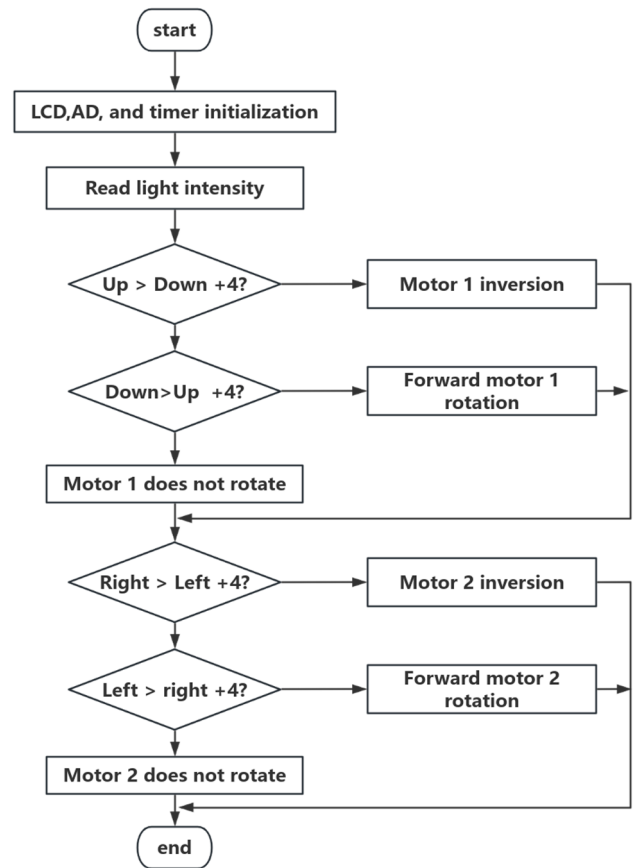 start
LCD,AD, and timer initialization
Read light intensity
Up > Down +4?
Motor 1 inversion
Down>Up  +4?
Forward motor 1
rotation
Motor 1 does not rotate
Right > Left +4?
Motor 2 inversion
Left > right +4?
Forward motor 2
rotation
Motor 2 does not rotate
end